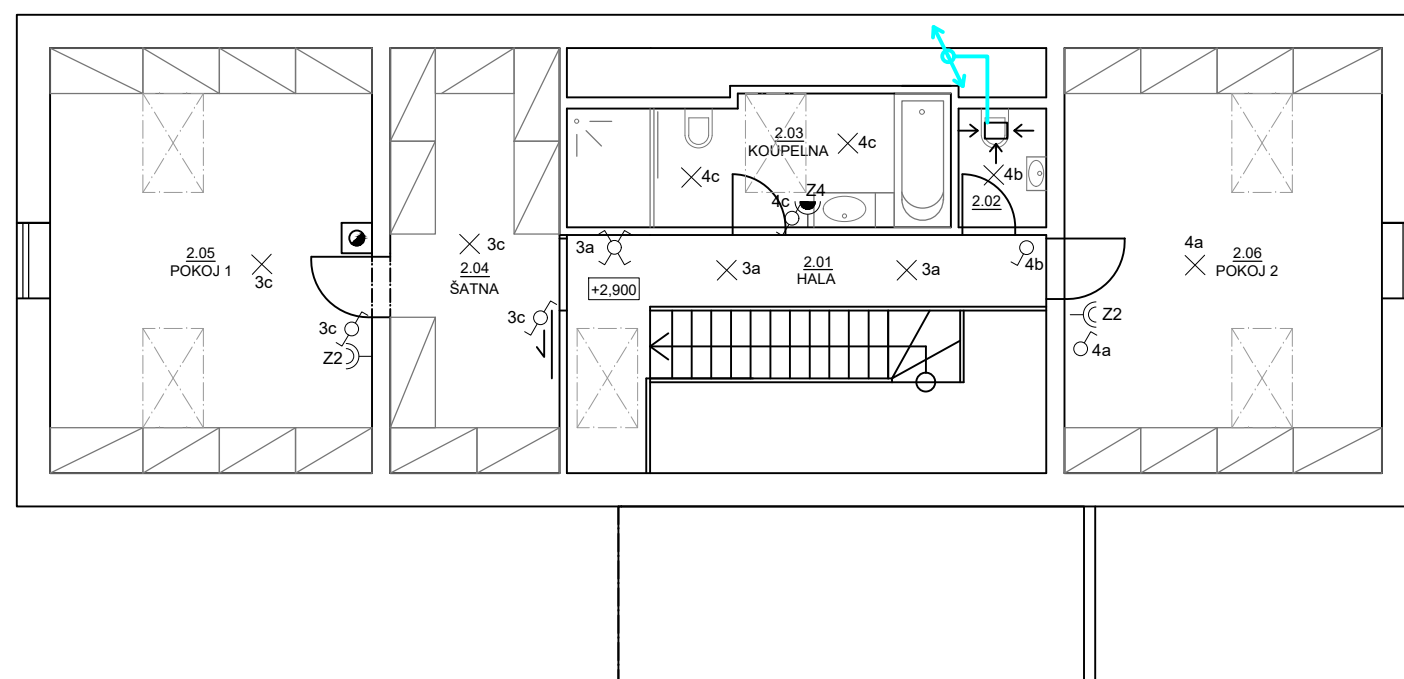 2.03
KOUPELNA
4c
4c
4b
Z4
4c
2.02
3a
2.05
POKOJ 1
3c
3c
2.04
ŠATNA
3a
2.01
HALA
3a
4b
4a
2.06
POKOJ 2
+2,900
3c
3c
Z2
Z2
4a